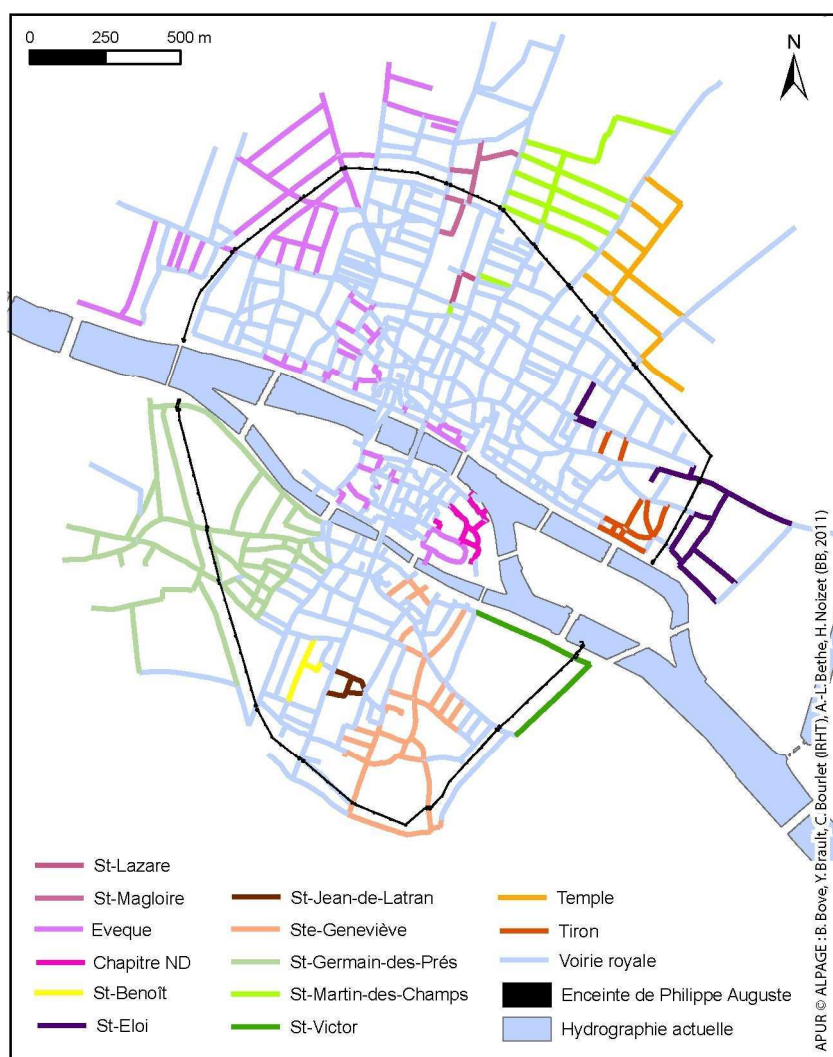 0 250 500 m
N
St-Lazare
St-Magloire
Eveque
Chapitre ND
St-Benoît
St-Eloi
St-Jean-de-Latran
Ste-Geneviève
St-Germain-des-Prés
St-Martin-des-Champs
St-Victor
Temple
Tiron
Voirie royale
Enceinte de Philippe Auguste
Hydrographie actuelle
APUR © ALPAGE : B. Bove, Y. Brault, C. Bourlet (IRHT), A.-L. Bethe, H. Noizet (BB, 2011)